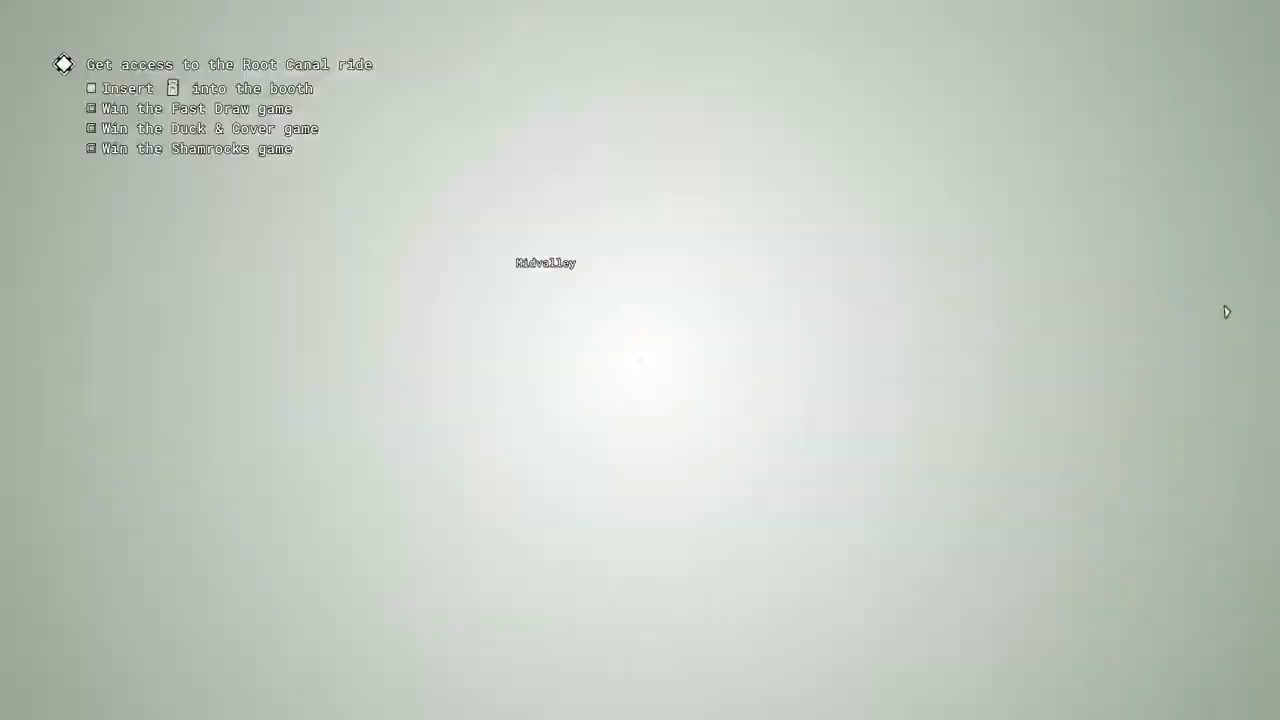 Get access to the Root Canal ride
Insert into the booth
Win the Fast Draw game
Win the Duck & Cover game
Win the Shamrocks game
Midvalley